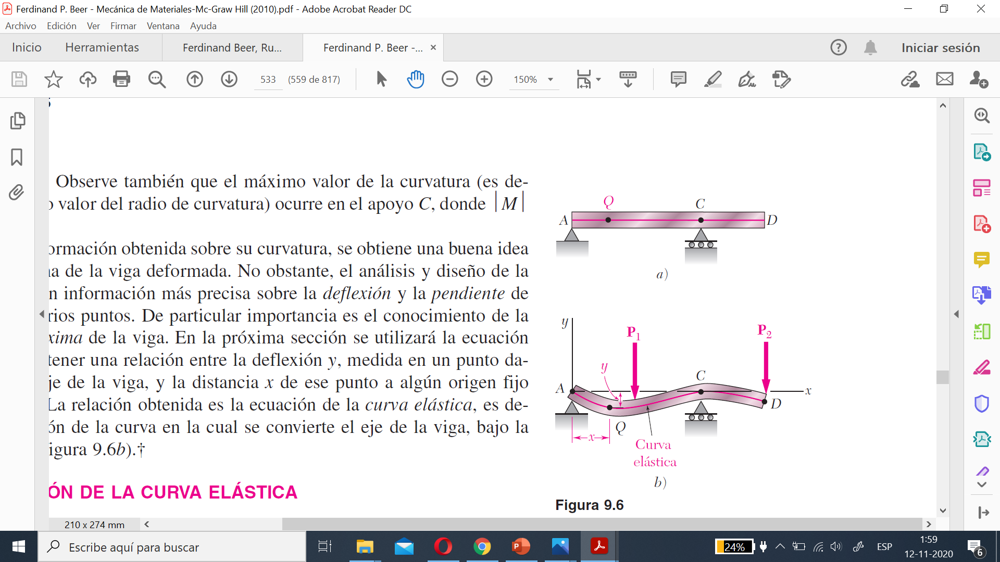 Ferdinand P. Beer - Mecánica de Materiales-Mc-Graw Hill (2010).pdf - Adobe Acrobat Reader DC
Archivo Edición Ver Firmar Ventana Ayuda
Inicio Herramientas Ferdinand Beer, Ru... Ferdinand P. Beer -... × Iniciar sesión
533 (559 de 817) 150%
Observe también que el máximo valor de la curvatura (es de-
o valor del radio de curvatura) ocurre en el apoyo C, donde |M|
ormación obtenida sobre su curvatura, se obtiene una buena idea
na de la viga deformada. No obstante, el análisis y diseño de la
n información más precisa sobre la deflexión y la pendiente de
rios puntos. De particular importancia es el conocimiento de la
xima de la viga. En la próxima sección se utilizará la ecuación
tener una relación entre la deflexión y, medida en un punto da-
je de la viga, y la distancia x de ese punto a algún origen fijo
La relación obtenida es la ecuación de la curva elástica, es de-
ón de la curva en la cual se convierte el eje de la viga, bajo la
igura 9.6b).†
ÓN DE LA CURVA ELÁSTICA
Q
C
A
D
a)
y
P1
P2
y
C
A
x
D
Q
x
Curva
elástica
b)
Figura 9.6
210 x 274 mm
Escribe aquí para buscar
24%
ESP
1:59
12-11-2020
6